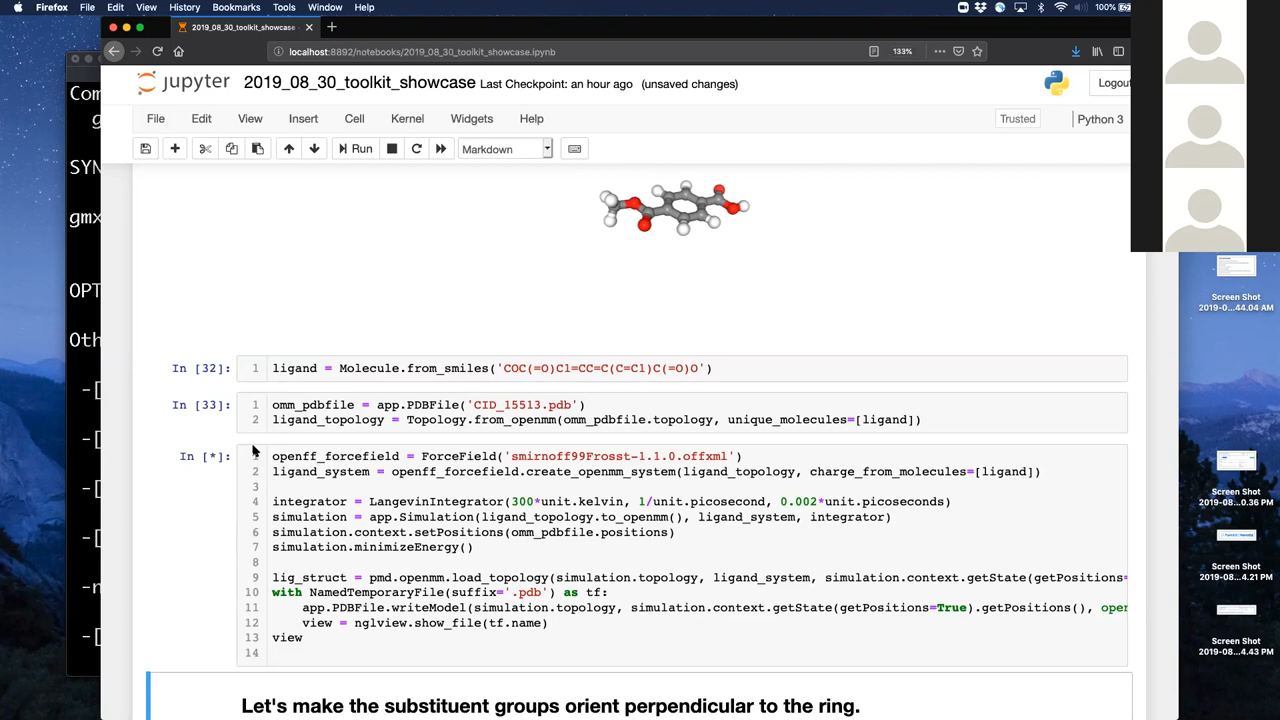 Firefox File Edit View History Bookmarks Tools Window Help 100%
2019_08_30_toolkit_showcase -
localhost:8892/notebooks/2019_08_30_toolkit_showcase.ipynb 133%
jupyter 2019_08_30_toolkit_showcase Last Checkpoint: an hour ago (unsaved changes) Logout
File Edit View Insert Cell Kernel Widgets Help Trusted Python 3
Run Markdown
Com
g
SYN
gmx
OPT
Oth
-[
-[
-[
-[
-n
-[
In [32]: 1 ligand = Molecule.from_smiles('COC(=O)C1=CC=C(C=C1)C(=O)O')
In [33]: 1 omm_pdbfile = app.PDBFile('CID_15513.pdb')
2 ligand_topology = Topology.from_openmm(omm_pdbfile.topology, unique_molecules=[ligand])
In [*]: 1 openff_forcefield = ForceField('smirnoff99Frosst-1.1.0.offxml')
2 ligand_system = openff_forcefield.create_openmm_system(ligand_topology, charge_from_molecules=[ligand])
3
4 integrator = LangevinIntegrator(300*unit.kelvin, 1/unit.picosecond, 0.002*unit.picoseconds)
5 simulation = app.Simulation(ligand_topology.to_openmm(), ligand_system, integrator)
6 simulation.context.setPositions(omm_pdbfile.positions)
7 simulation.minimizeEnergy()
8
9 lig_struct = pmd.openmm.load_topology(simulation.topology, ligand_system, simulation.context.getState(getPositions=
10 with NamedTemporaryFile(suffix='.pdb') as tf:
11 app.PDBFile.writeModel(simulation.topology, simulation.context.getState(getPositions=True).getPositions(), open
12 view = nglview.show_file(tf.name)
13 view
14
Let's make the substituent groups orient perpendicular to the ring.
Screen Shot
2019-0...44.04 AM
Screen Shot
2019-08...0.36 PM
Screen Shot
2019-08...4.21 PM
Screen Shot
2019-08...4.43 PM